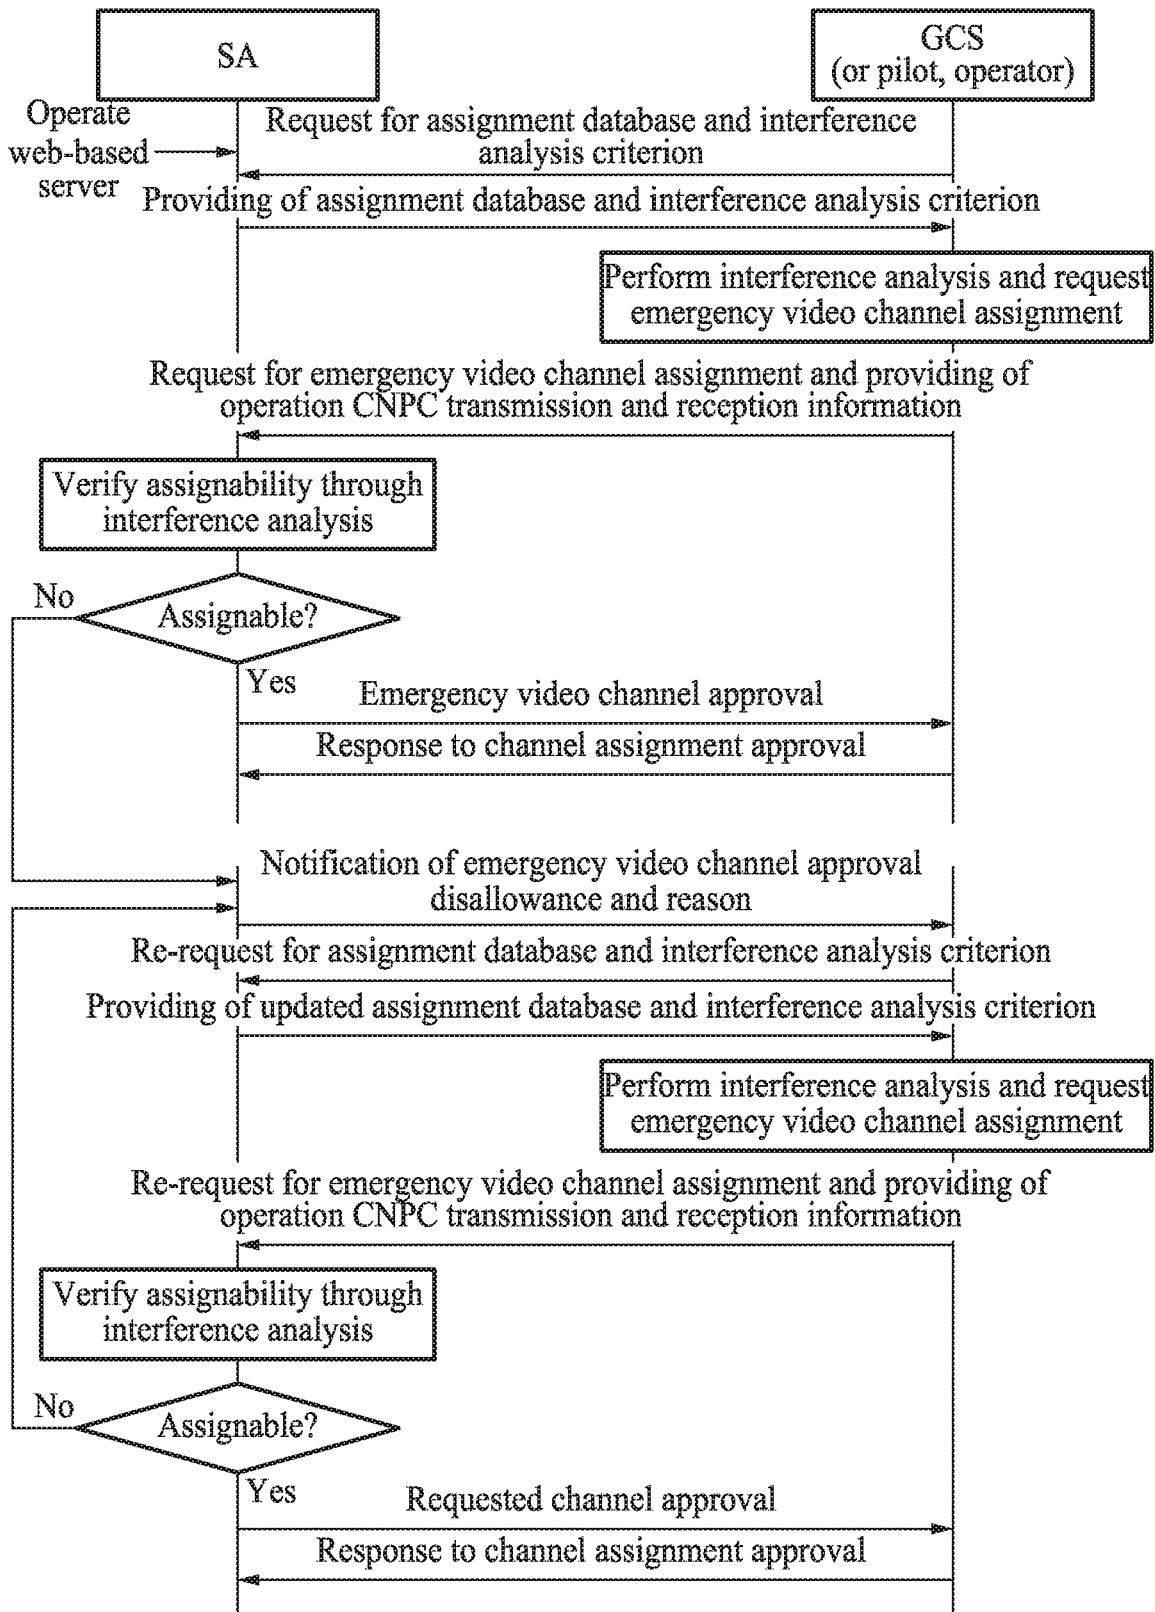 SA
GCS
(or pilot, operator)
Operate
web-based
server
Request for assignment database and interference
analysis criterion
Providing of assignment database and interference analysis criterion
Perform interference analysis and request
emergency video channel assignment
Request for emergency video channel assignment and providing of
operation CNPC transmission and reception information
Verify assignability through
interference analysis
No
Assignable?
Yes
Emergency video channel approval
Response to channel assignment approval
Notification of emergency video channel approval
disallowance and reason
Re-request for assignment database and interference analysis criterion
Providing of updated assignment database and interference analysis criterion
Perform interference analysis and request
emergency video channel assignment
Re-request for emergency video channel assignment and providing of
operation CNPC transmission and reception information
Verify assignability through
interference analysis
No
Assignable?
Yes
Requested channel approval
Response to channel assignment approval